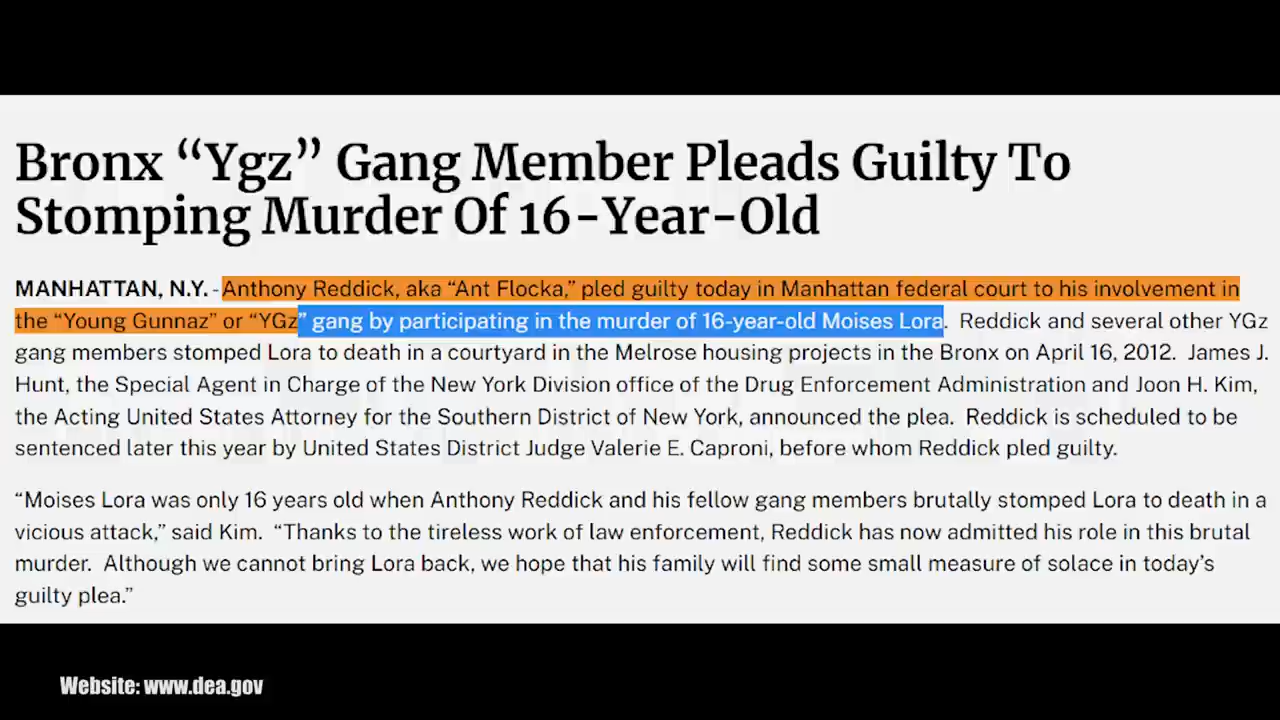 Bronx “Ygz” Gang Member Pleads Guilty To
Stomping Murder Of 16-Year-Old
MANHATTAN, N.Y. - Anthony Reddick, aka “Ant Flocka,” pled guilty today in Manhattan federal court to his involvement in
the “Young Gunnaz” or “YGz” gang by participating in the murder of 16-year-old Moises Lora.  Reddick and several other YGz
gang members stomped Lora to death in a courtyard in the Melrose housing projects in the Bronx on April 16, 2012.  James J.
Hunt, the Special Agent in Charge of the New York Division office of the Drug Enforcement Administration and Joon H. Kim,
the Acting United States Attorney for the Southern District of New York, announced the plea.  Reddick is scheduled to be
sentenced later this year by United States District Judge Valerie E. Caproni, before whom Reddick pled guilty.
“Moises Lora was only 16 years old when Anthony Reddick and his fellow gang members brutally stomped Lora to death in a
vicious attack,” said Kim.  “Thanks to the tireless work of law enforcement, Reddick has now admitted his role in this brutal
murder.  Although we cannot bring Lora back, we hope that his family will find some small measure of solace in today’s
guilty plea.”
Website: www.dea.gov